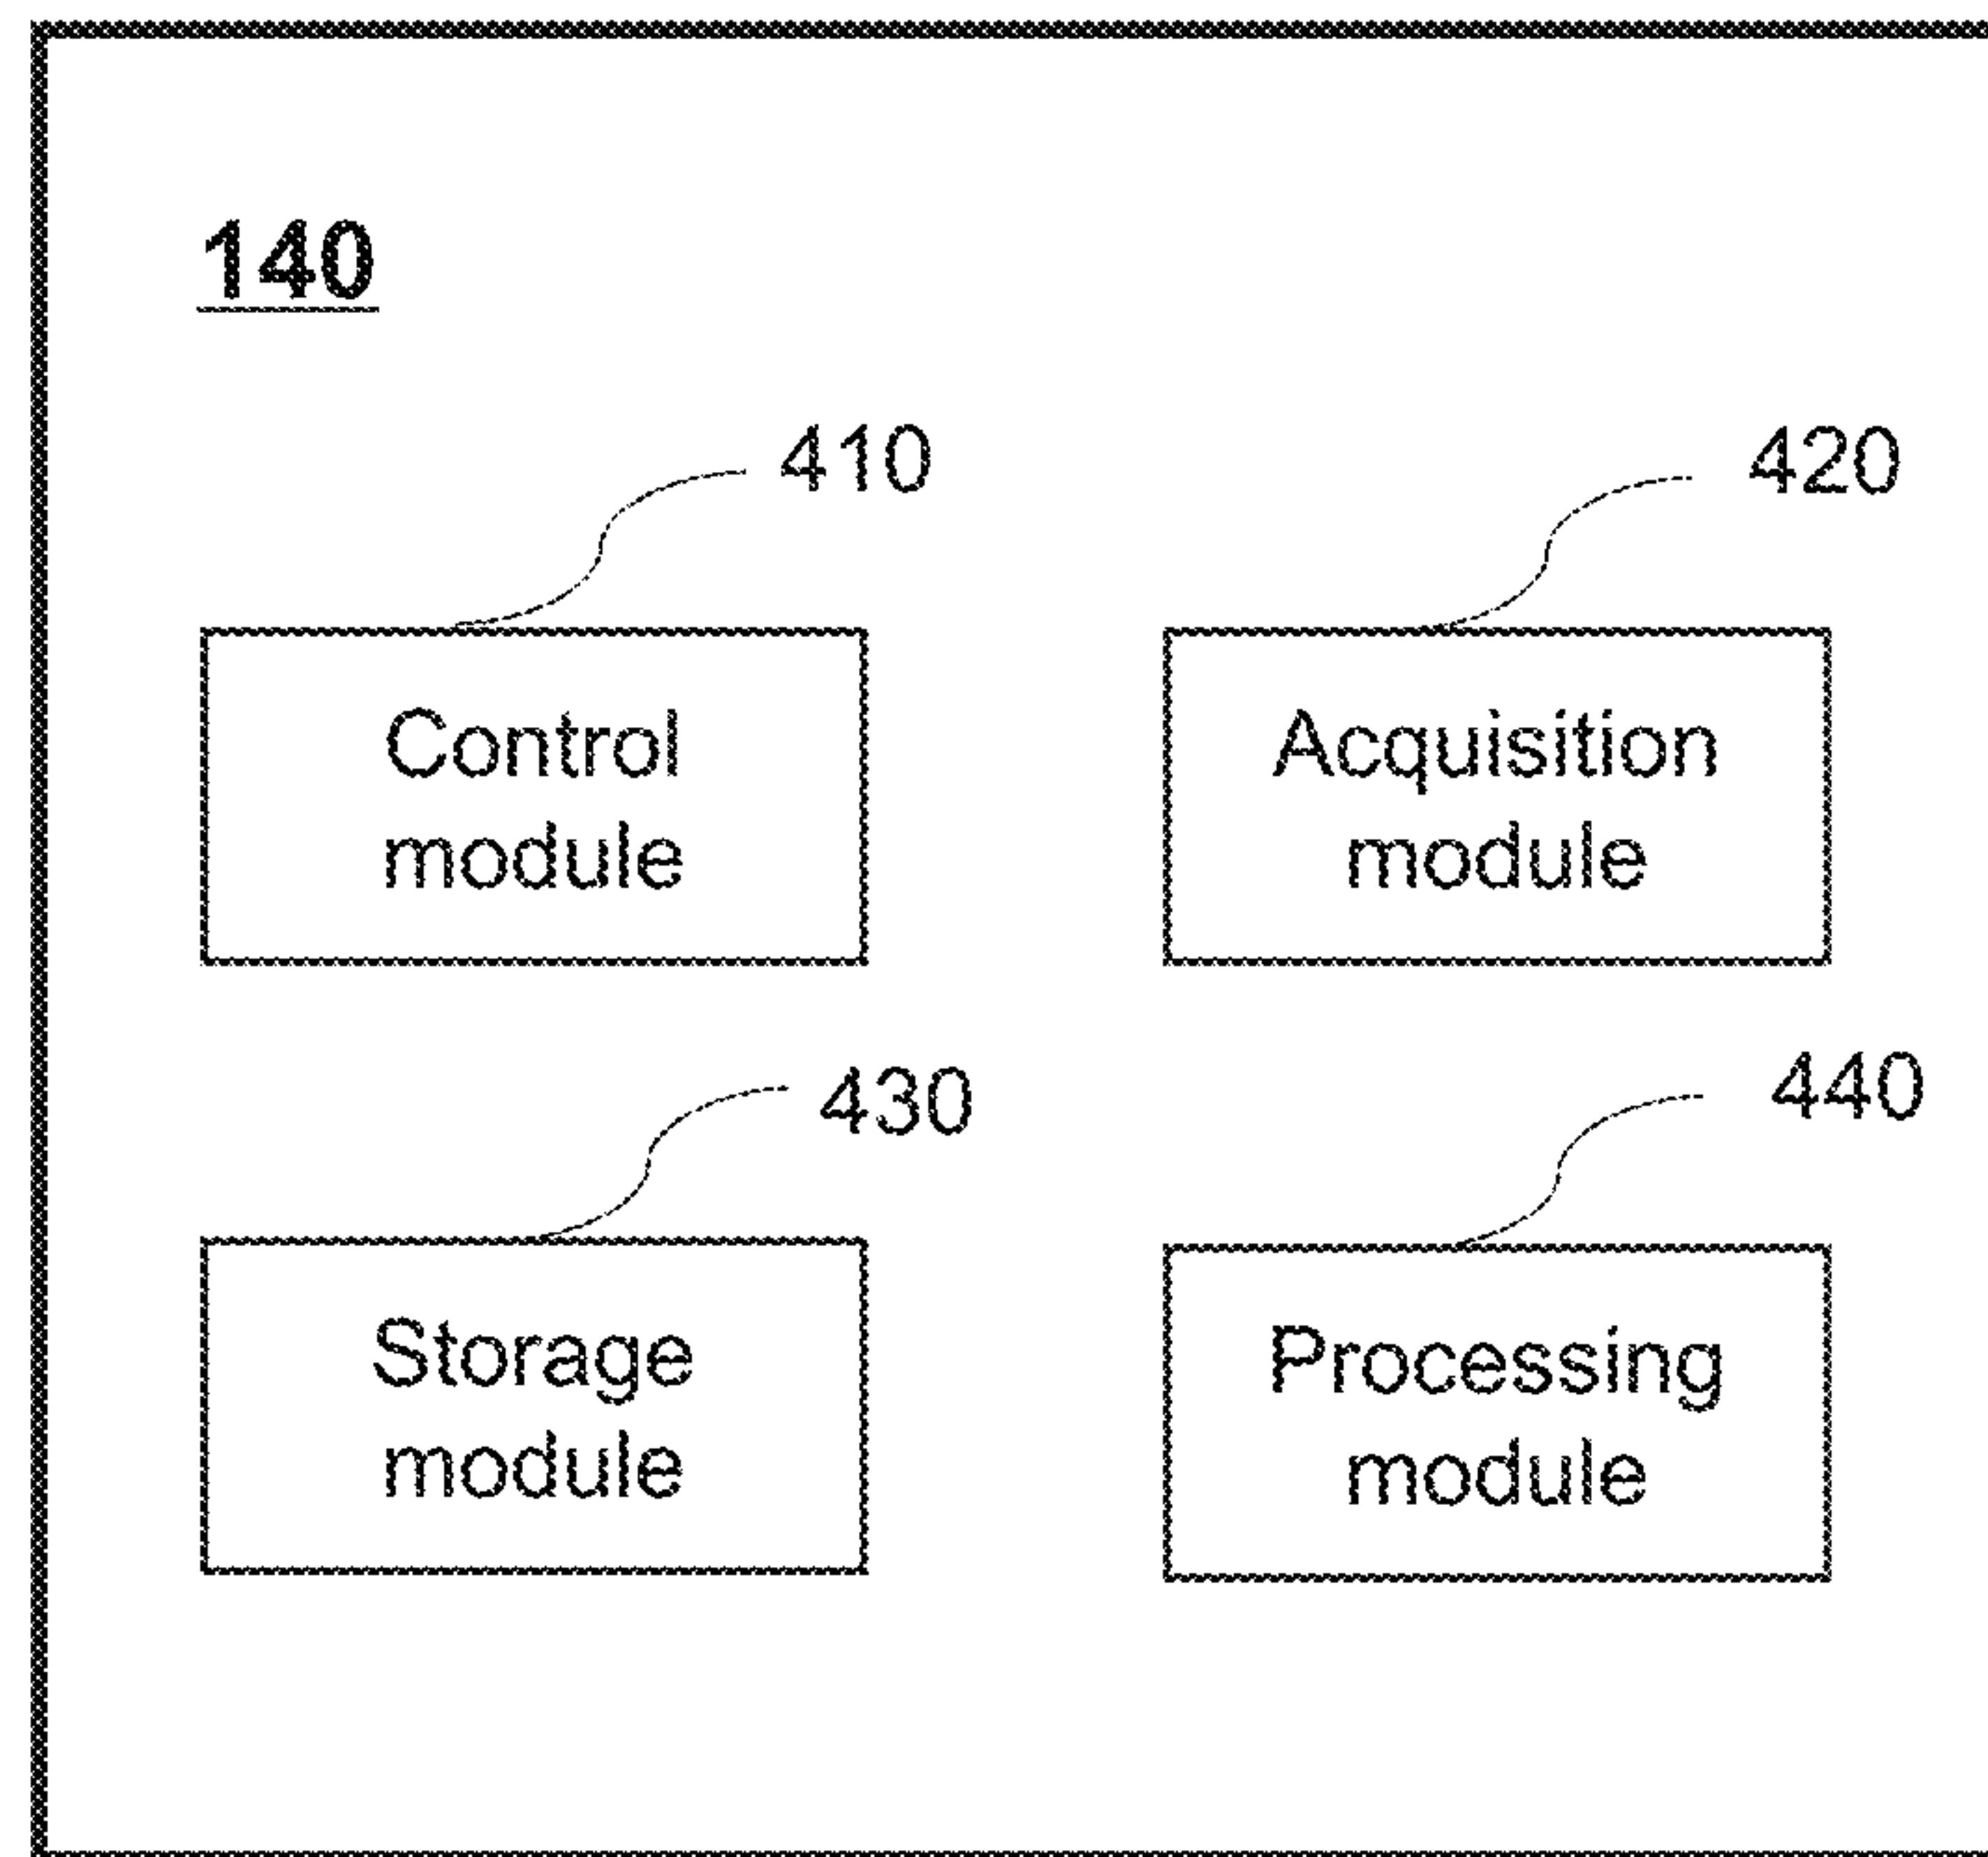 140
410
420
Control
module
Acquisition
module
430
440
Storage
module
Processing
module